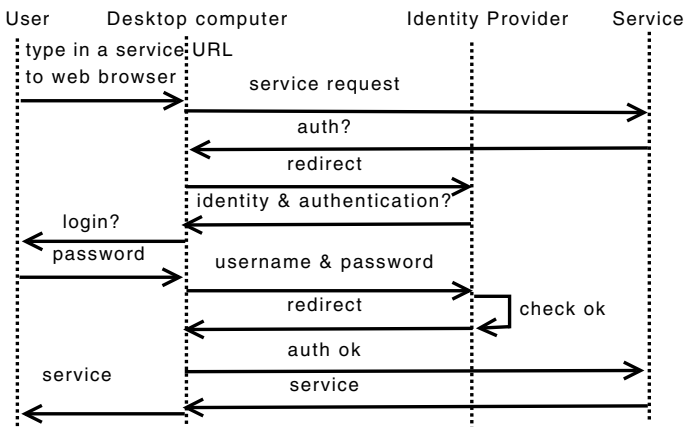 User
Desktop computer
Identity Provider
Service
type in a service URL
to web browser
service request
auth?
redirect
identity & authentication?
login?
password
username & password
redirect
check ok
auth ok
service
service